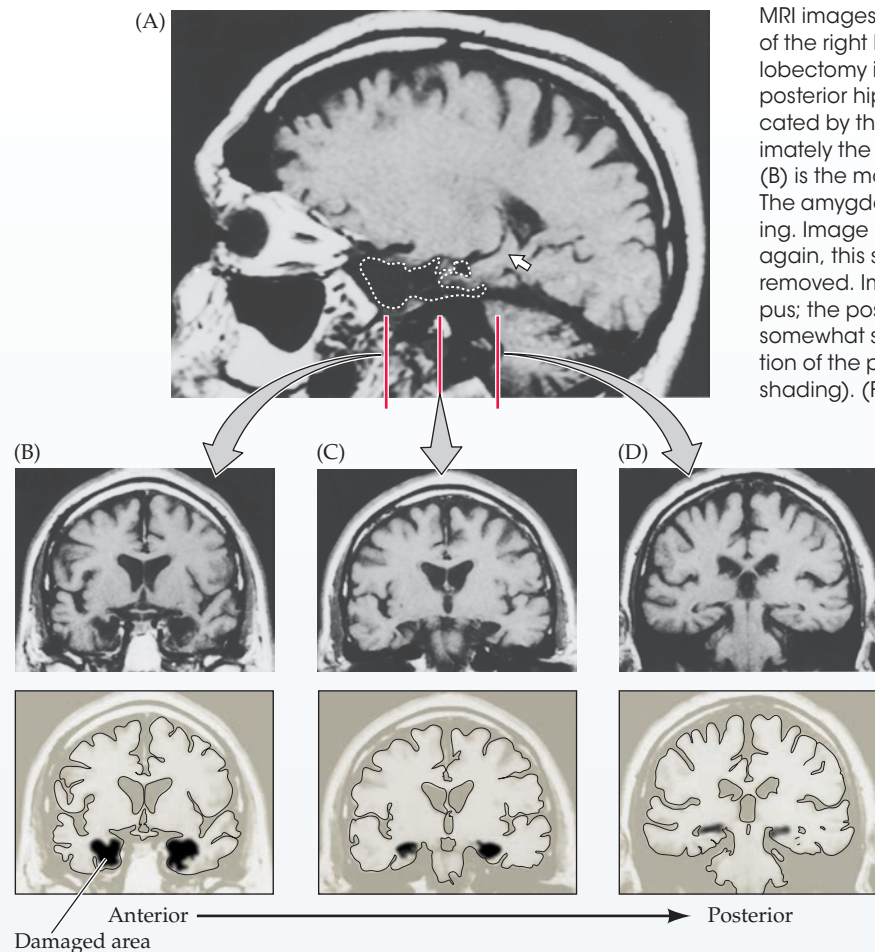 (A)
MRI images
of the right
lobectomy i
posterior hip
cated by th
imately the
(B) is the mo
The amygda
ing. Image
again, this s
removed. Im
pus; the pos
somewhat s
tion of the p
shading). (F
(B)
(C)
(D)
Anterior
Posterior
Damaged area